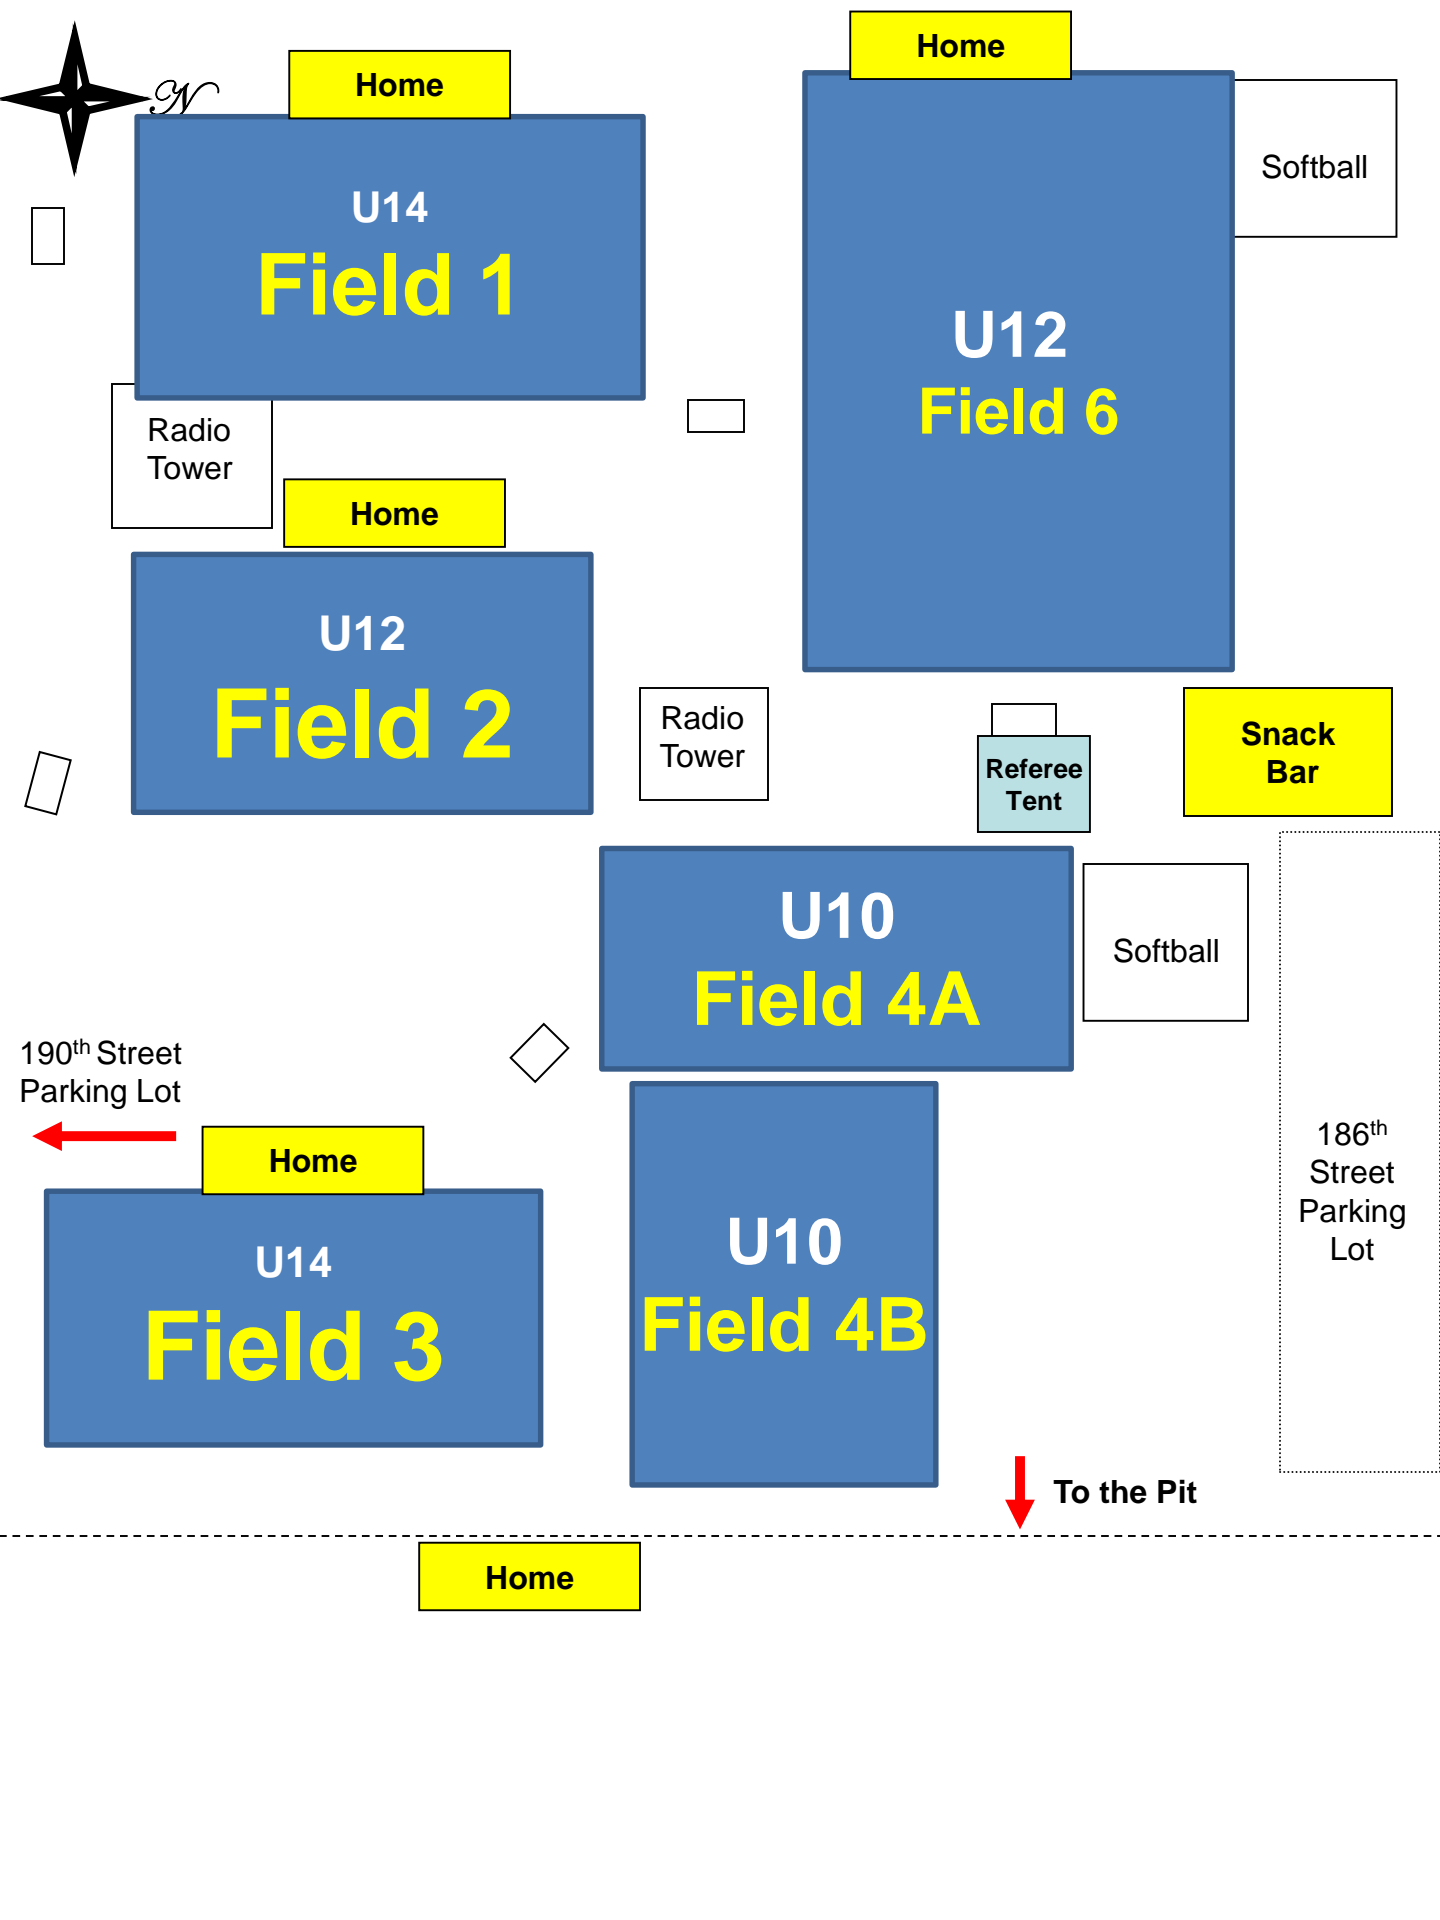 Home
Home
N
U14
Field 1
Softball
U12
Field 6
Radio
Tower
Home
U12
Field 2
Radio
Tower
Referee
Tent
Snack
Bar
U10
Field 4A
Softball
190th Street
Parking Lot
Home
U14
Field 3
U10
Field 4B
186th
Street
Parking
Lot
To the Pit
Home